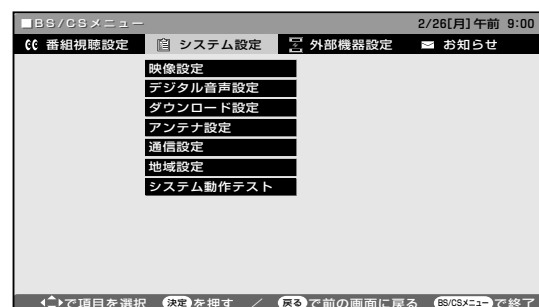 ■BS/CSメニュー 2/26[月]午前 9:00
番組視聴設定 システム設定 外部機器設定 お知らせ
映像設定
デジタル音声設定
ダウンロード設定
アンテナ設定
通信設定
地域設定
システム動作テスト
で項目を選択 決定を押す / 戻るで前の画面に戻る BS/CSメニューで終了